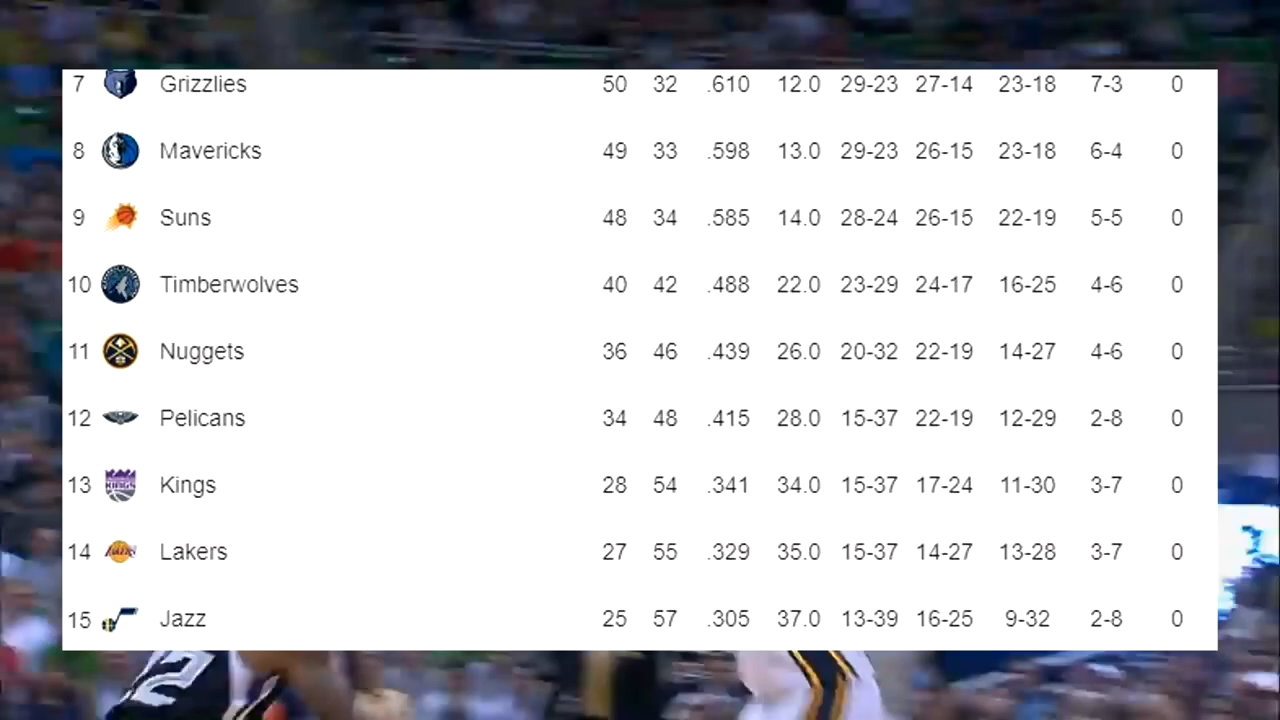 7 Grizzlies 50 32 .610 12.0 29-23 27-14 23-18 7-3 0
8 Mavericks 49 33 .598 13.0 29-23 26-15 23-18 6-4 0
9 Suns 48 34 .585 14.0 28-24 26-15 22-19 5-5 0
10 Timberwolves 40 42 .488 22.0 23-29 24-17 16-25 4-6 0
11 Nuggets 36 46 .439 26.0 20-32 22-19 14-27 4-6 0
12 Pelicans 34 48 .415 28.0 15-37 22-19 12-29 2-8 0
13 Kings 28 54 .341 34.0 15-37 17-24 11-30 3-7 0
14 Lakers 27 55 .329 35.0 15-37 14-27 13-28 3-7 0
15 Jazz 25 57 .305 37.0 13-39 16-25 9-32 2-8 0